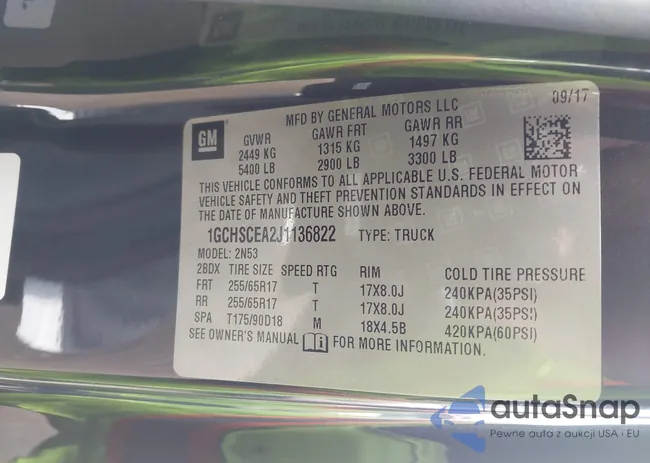 MFD BY GENERAL MOTORS LLC 09/17
GM GVWR GAWR FRT GAWR RR
2449 KG 1315 KG 1497 KG
5400 LB 2900 LB 3300 LB
THIS VEHICLE CONFORMS TO ALL APPLICABLE U.S. FEDERAL MOTOR
VEHICLE SAFETY AND THEFT PREVENTION STANDARDS IN EFFECT ON
THE DATE OF MANUFACTURE SHOWN ABOVE.
1GCHSCEA2J1136822 TYPE: TRUCK
MODEL: 2N53
2BDX TIRE SIZE SPEED RTG RIM COLD TIRE PRESSURE
FRT 255/65R17 T 17X8.0J 240KPA(35PSI)
RR 255/65R17 T 17X8.0J 240KPA(35PSI)
SPA T175/90D18 M 18X4.5B 420KPA(60PSI)
SEE OWNER'S MANUAL i FOR MORE INFORMATION.
autaSnap
Pewne auta z aukcji USA i EU